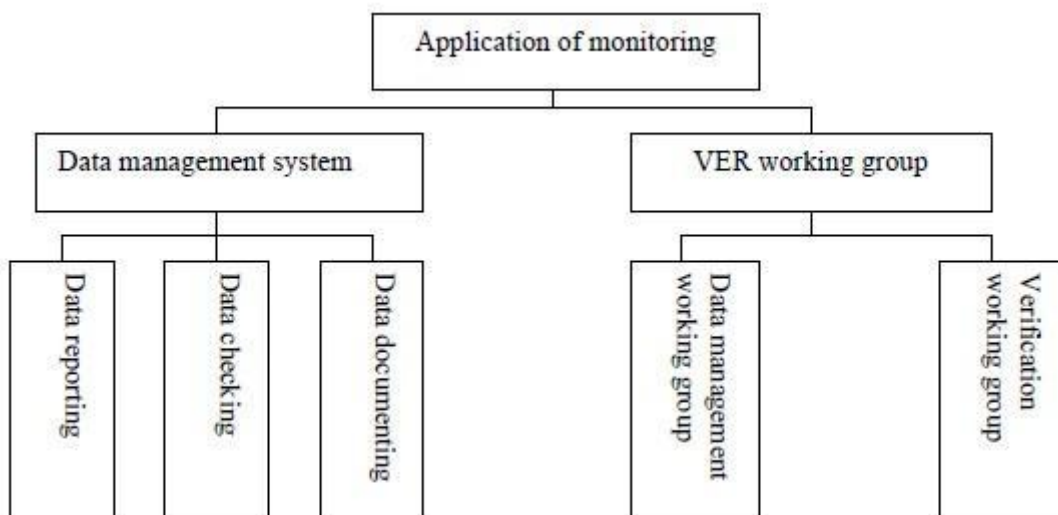 Application of monitoring
Data management system
VER working group
Data reporting
Data checking
Data documenting
Data management
working group
Verification
working group